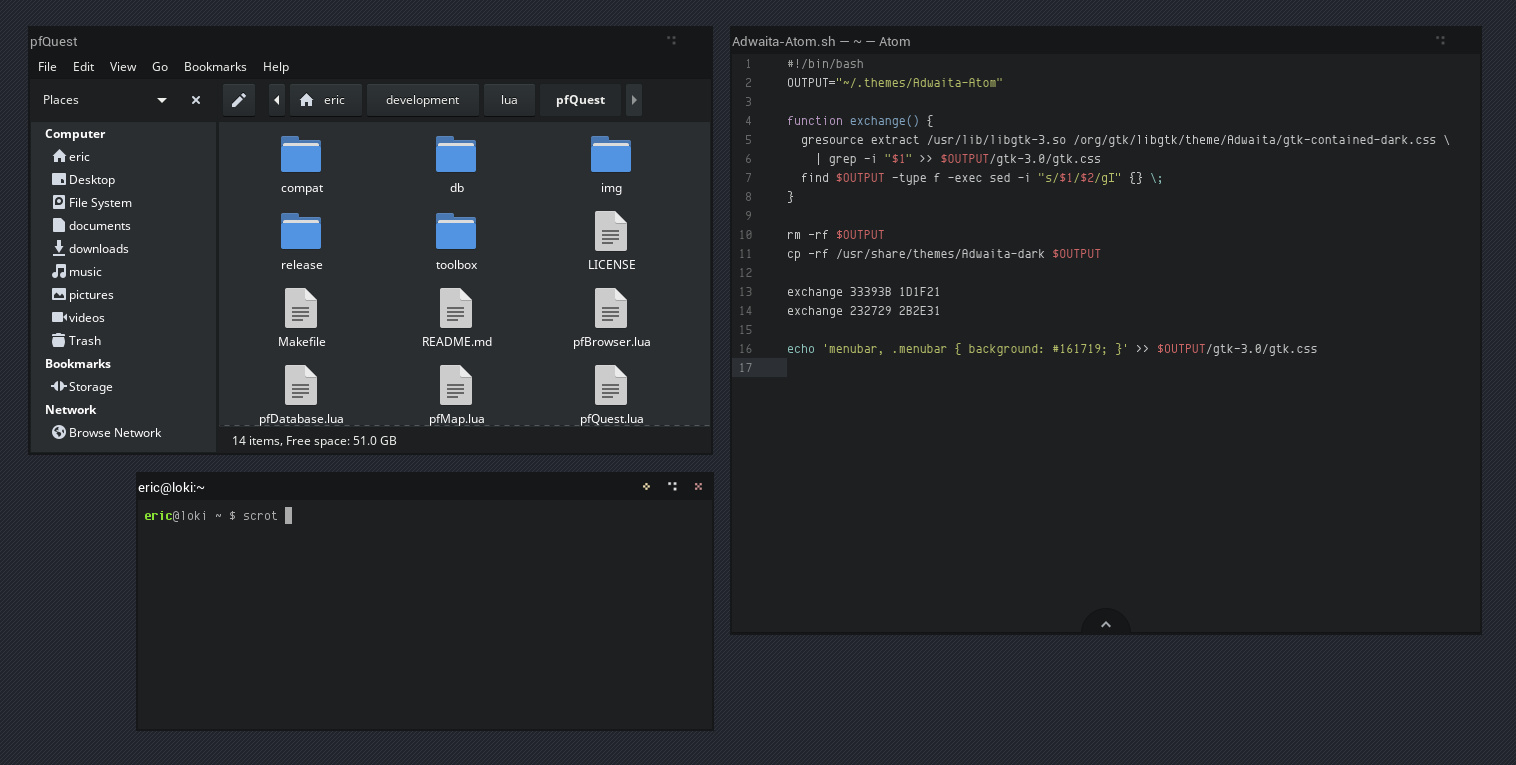 pfQuest
File Edit View Go Bookmarks Help
Places
eric development lua pfQuest
Computer
eric
Desktop
File System
documents
downloads
music
pictures
videos
Trash
Bookmarks
Storage
Network
Browse Network
compat db img
release toolbox LICENSE
Makefile README.md pfBrowser.lua
pfDatabase.lua pfMap.lua pfQuest.lua
14 items, Free space: 51.0 GB
Adwaita-Atom.sh — ~ — Atom
1 #!/bin/bash
2 OUTPUT="~/.themes/Adwaita-Atom"
3
4 function exchange() {
5   gresource extract /usr/lib/libgtk-3.so /org/gtk/libgtk/theme/Adwaita/gtk-contained-dark.css \
6     | grep -i "$1" >> $OUTPUT/gtk-3.0/gtk.css
7   find $OUTPUT -type f -exec sed -i "s/$1/$2/gI" {} \;
8 }
9
10 rm -rf $OUTPUT
11 cp -rf /usr/share/themes/Adwaita-dark $OUTPUT
12
13 exchange 33393B 1D1F21
14 exchange 232729 2B2E31
15
16 echo 'menubar, .menubar { background: #161719; }' >> $OUTPUT/gtk-3.0/gtk.css
17
eric@loki:~
eric@loki ~ $ scrot